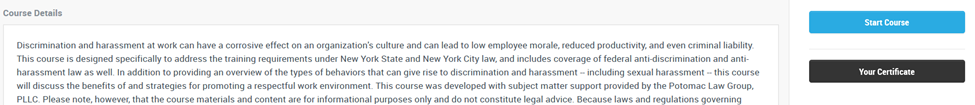 Course Details
Start Course
Discrimination and harassment at work can have a corrosive effect on an organization's culture and can lead to low employee morale, reduced productivity, and even criminal liability.
This course is designed specifically to address the training requirements under New York State and New York City law, and includes coverage of federal anti-discrimination and anti-
harassment law as well. In addition to providing an overview of the types of behaviors that can give rise to discrimination and harassment – including sexual harassment – this course
will discuss the benefits of and strategies for promoting a respectful work environment. This course was developed with subject matter support provided by the Potomac Law Group,
PLLC. Please note, however, that the course materials and content are for informational purposes only and do not constitute legal advice. Because laws and regulations governing
Your Certificate